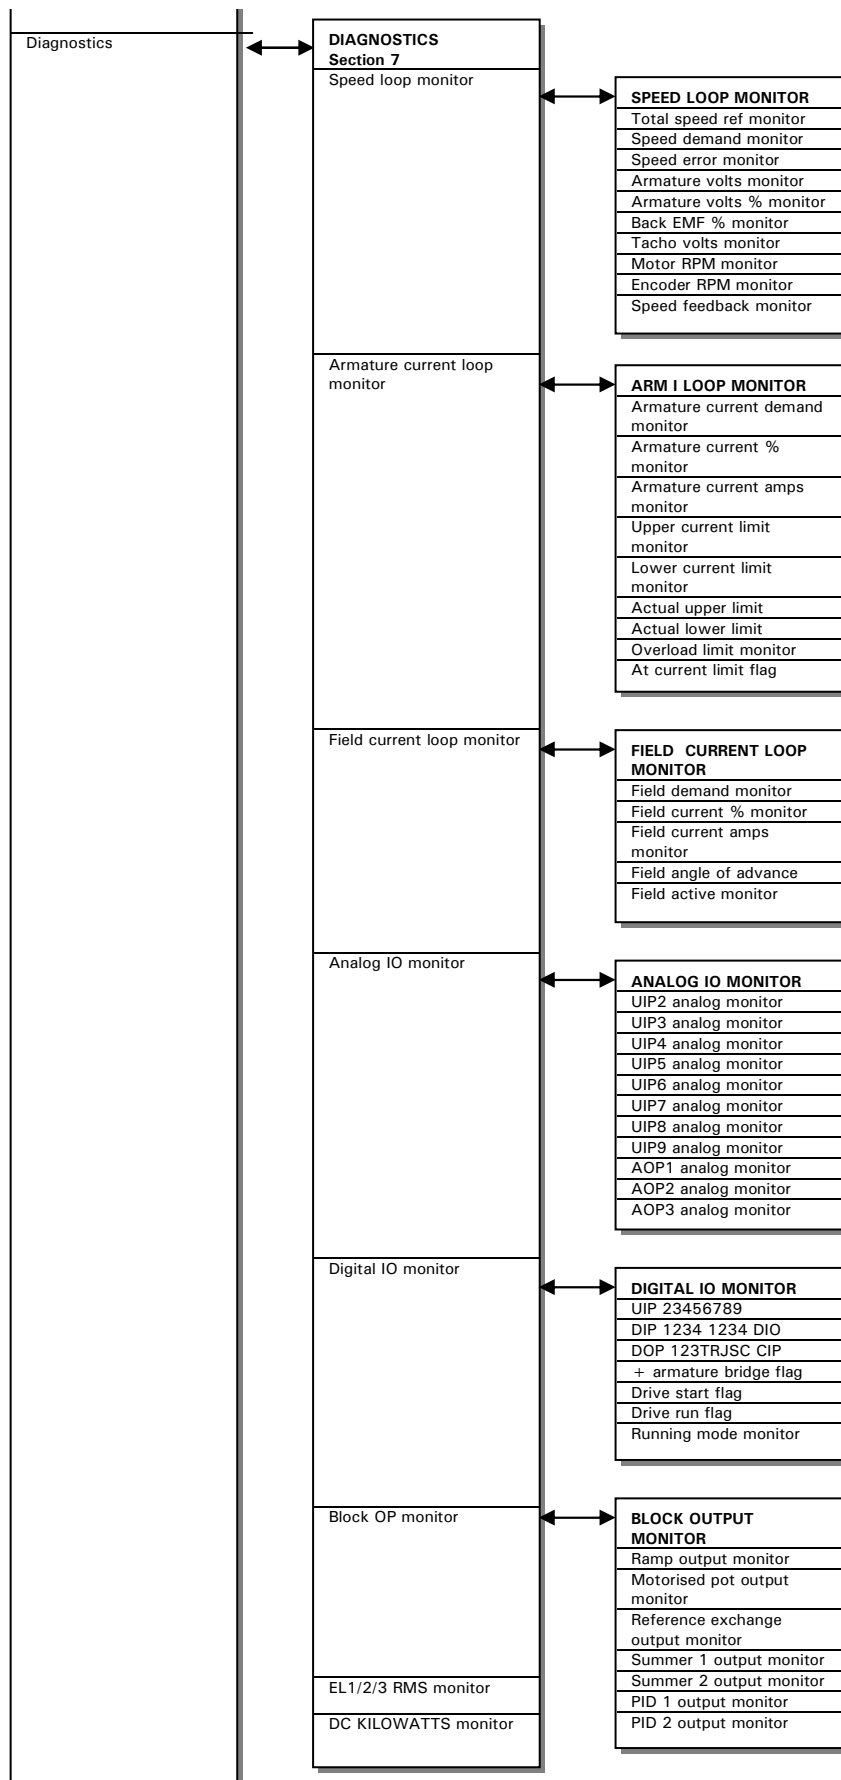 Diagnostics
DIAGNOSTICS
Section 7
Speed loop monitor
SPEED LOOP MONITOR
Total speed ref monitor
Speed demand monitor
Speed error monitor
Armature volts monitor
Armature volts % monitor
Back EMF % monitor
Tacho volts monitor
Motor RPM monitor
Encoder RPM monitor
Speed feedback monitor
Armature current loop
monitor
ARM I LOOP MONITOR
Armature current demand
monitor
Armature current %
monitor
Armature current amps
monitor
Upper current limit
monitor
Lower current limit
monitor
Actual upper limit
Actual lower limit
Overload limit monitor
At current limit flag
Field current loop monitor
FIELD CURRENT LOOP
MONITOR
Field demand monitor
Field current % monitor
Field current amps
monitor
Field angle of advance
Field active monitor
Analog IO monitor
ANALOG IO MONITOR
UIP2 analog monitor
UIP3 analog monitor
UIP4 analog monitor
UIP5 analog monitor
UIP6 analog monitor
UIP7 analog monitor
UIP8 analog monitor
UIP9 analog monitor
AOP1 analog monitor
AOP2 analog monitor
AOP3 analog monitor
Digital IO monitor
DIGITAL IO MONITOR
UIP 23456789
DIP 1234 1234 DIO
DOP 123TRJSC CIP
+ armature bridge flag
Drive start flag
Drive run flag
Running mode monitor
Block OP monitor
BLOCK OUTPUT
MONITOR
Ramp output monitor
Motorised pot output
monitor
Reference exchange
output monitor
Summer 1 output monitor
Summer 2 output monitor
PID 1 output monitor
PID 2 output monitor
EL1/2/3 RMS monitor
DC KILOWATTS monitor